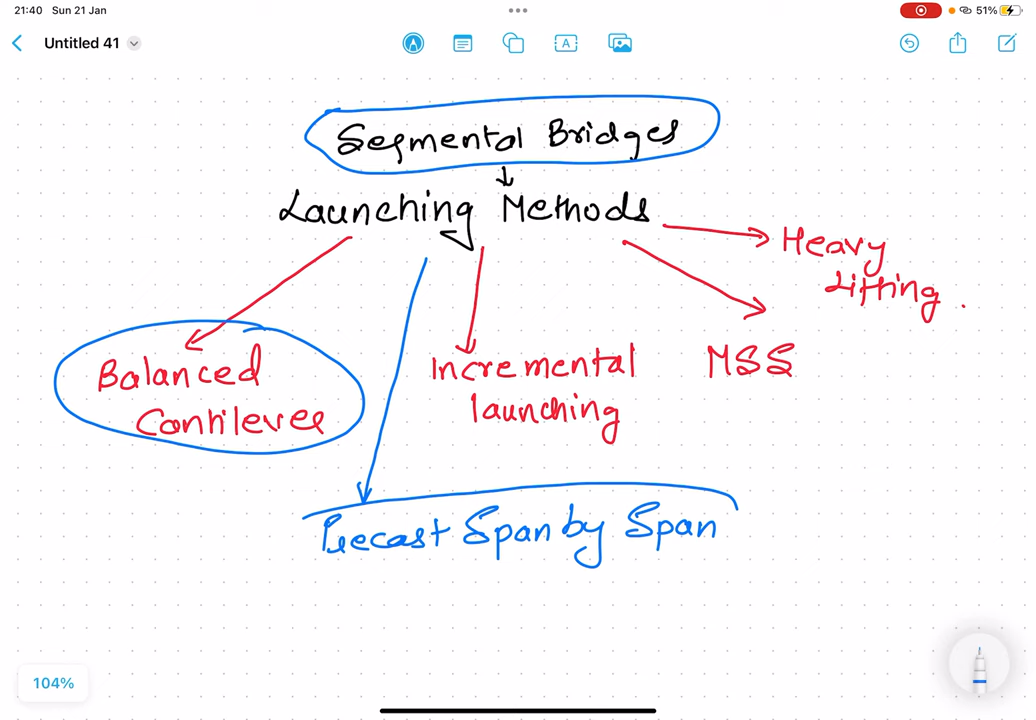 21:40 Sun 21 Jan
51%
Untitled 41
A
Segmental Bridges
Launching Methods
Heavy
Lifting.
Balanced
Cantilever
Incremental
launching
MSS
Precast Span by Span
104%